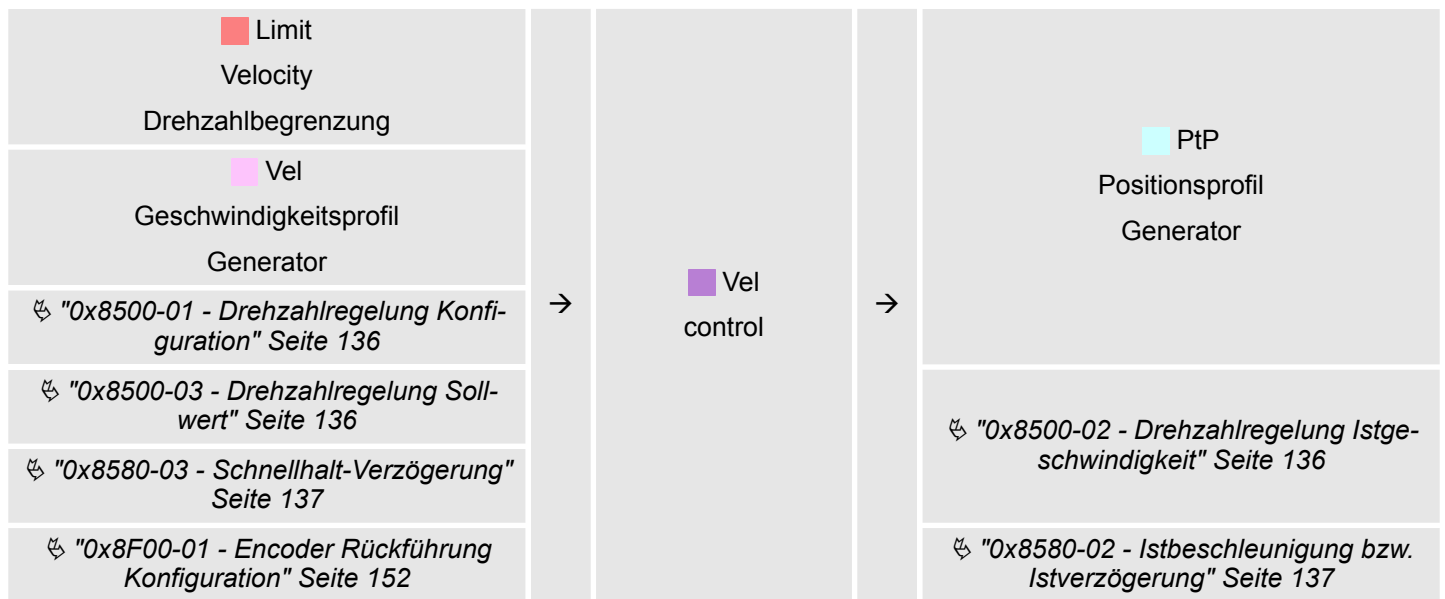 Limit
Velocity
Drehzahlbegrenzung
Vel
Geschwindigkeitsprofil
Generator
↳ "0x8500-01 - Drehzahlregelung Konfi-
guration" Seite 136
↳ "0x8500-03 - Drehzahlregelung Soll-
wert" Seite 136
↳ "0x8580-03 - Schnellhalt-Verzögerung"
Seite 137
↳ "0x8F00-01 - Encoder Rückführung
Konfiguration" Seite 152
→
Vel
control
→
PtP
Positionsprofil
Generator
↳ "0x8500-02 - Drehzahlregelung Istge-
schwindigkeit" Seite 136
↳ "0x8580-02 - Istbeschleunigung bzw.
Istverzögerung" Seite 137